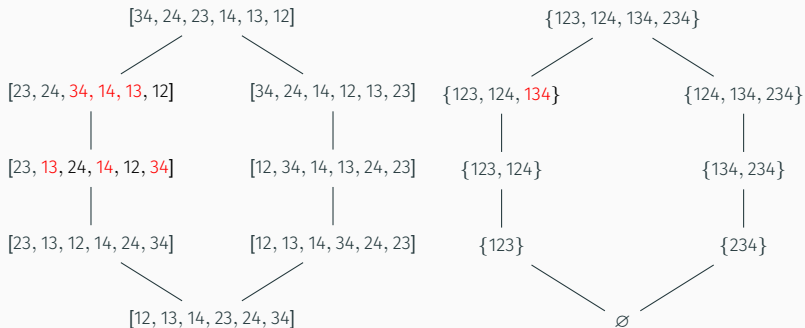 [34, 24, 23, 14, 13, 12]
{123, 124, 134, 234}
[23, 24, 34, 14, 13, 12]
[34, 24, 14, 12, 13, 23]
{123, 124, 134}
{124, 134, 234}
[23, 13, 24, 14, 12, 34]
[12, 34, 14, 13, 24, 23]
{123, 124}
{134, 234}
[23, 13, 12, 14, 24, 34]
[12, 13, 14, 34, 24, 23]
{123}
{234}
[12, 13, 14, 23, 24, 34]
∅